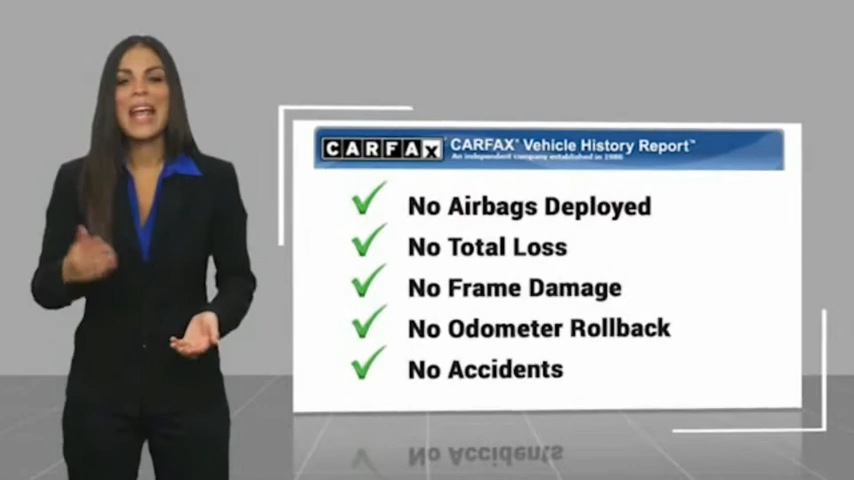 CARFAX CARFAX® Vehicle History Report™
An independent company established in 1986
No Airbags Deployed
No Total Loss
No Frame Damage
No Odometer Rollback
No Accidents
No Accidents